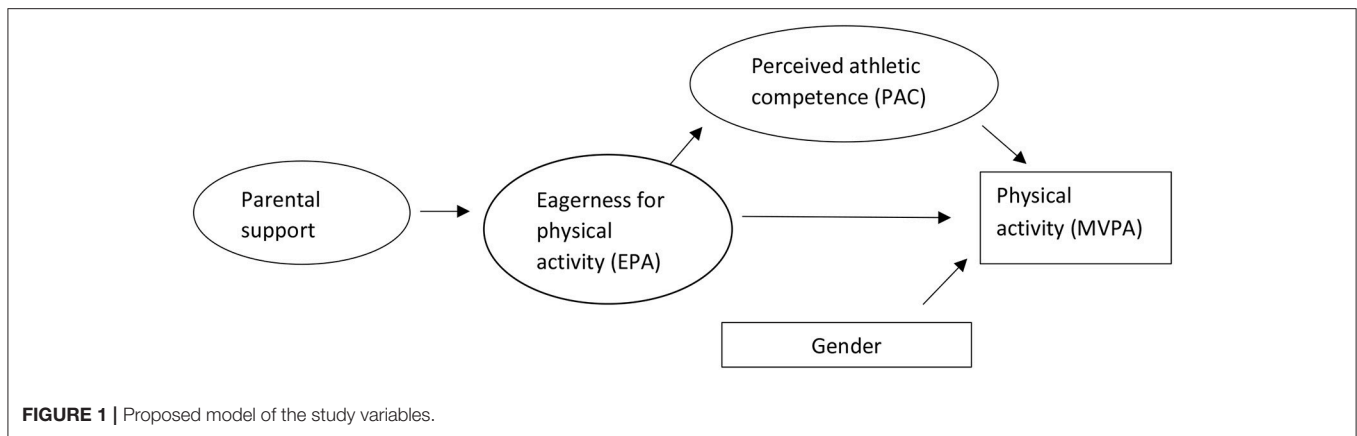 Perceived athletic
competence (PAC)
Parental
support
Eagerness for
physical
activity (EPA)
Physical
activity (MVPA)
Gender
FIGURE 1 | Proposed model of the study variables.